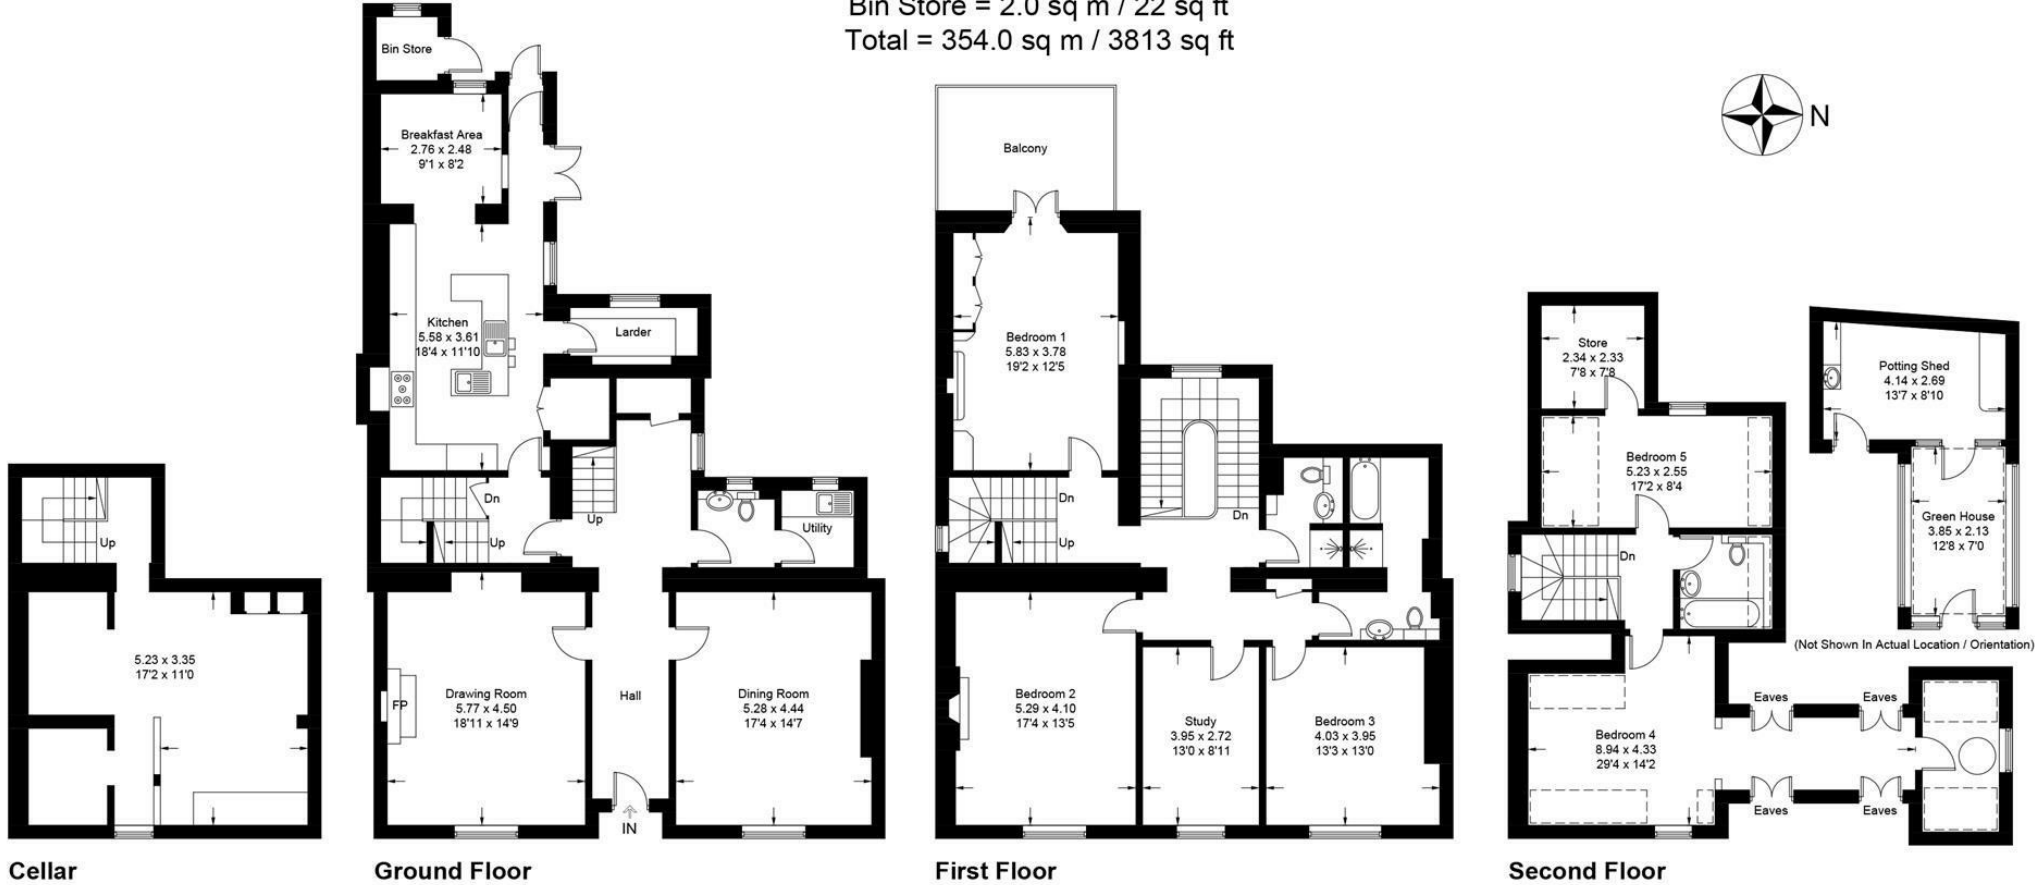 Bin Store = 2.0 sq m / 22 sq ft
Total = 354.0 sq m / 3813 sq ft
N
Bin Store
Breakfast Area
2.76 x 2.48
9'1 x 8'2
Kitchen
5.58 x 3.61
18'4 x 11'10
Larder
Dn
Up
Up
Utility
Drawing Room
5.77 x 4.50
18'11 x 14'9
FP
Hall
Dining Room
5.28 x 4.44
17'4 x 14'7
IN
Up
5.23 x 3.35
17'2 x 11'0
Balcony
Bedroom 1
5.83 x 3.78
19'2 x 12'5
Dn
Up
Dn
Bedroom 2
5.29 x 4.10
17'4 x 13'5
Study
3.95 x 2.72
13'0 x 8'11
Bedroom 3
4.03 x 3.95
13'3 x 13'0
Store
2.34 x 2.33
7'8 x 7'8
Bedroom 5
5.23 x 2.55
17'2 x 8'4
Dn
Potting Shed
4.14 x 2.69
13'7 x 8'10
Green House
3.85 x 2.13
12'8 x 7'0
(Not Shown In Actual Location / Orientation)
Eaves
Eaves
Bedroom 4
8.94 x 4.33
29'4 x 14'2
Eaves
Eaves
Cellar
Ground Floor
First Floor
Second Floor